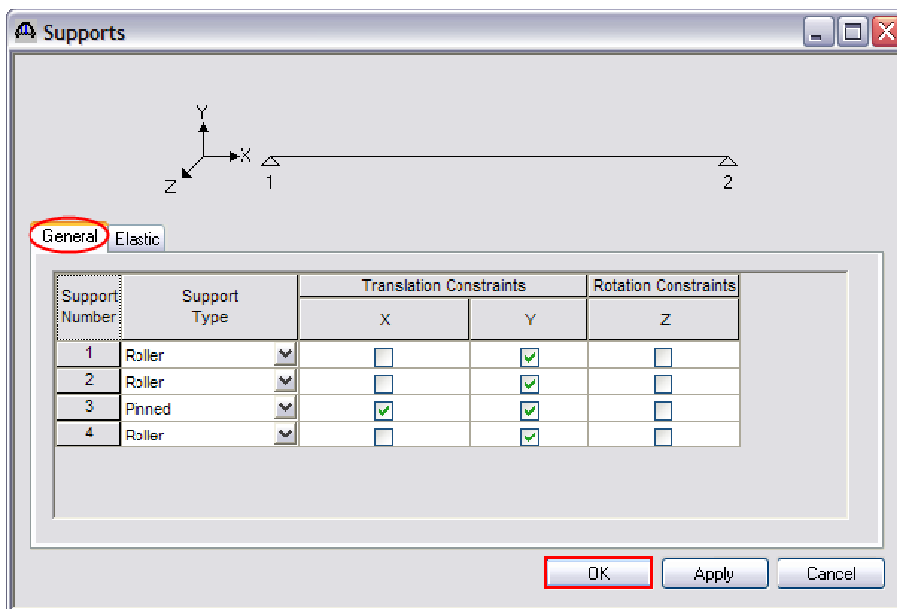 Supports
Y
X
Z
1
2
General Elastic
Support Number Support Type Translation Constraints Rotation Constraints
X Y Z
1 Roller
2 Roller
3 Pinned
4 Roller
OK Apply Cancel